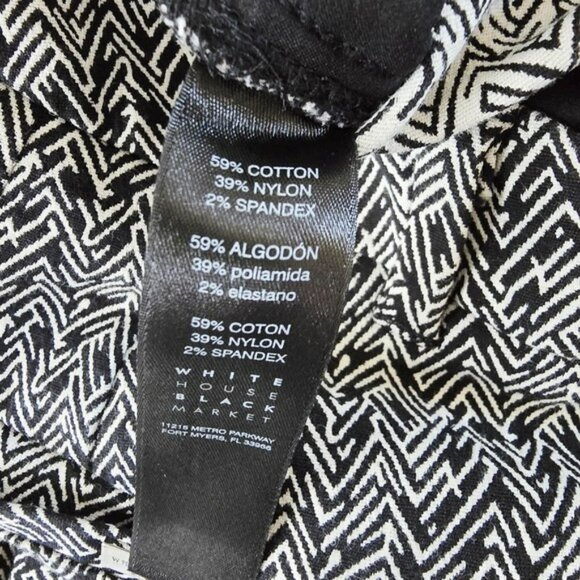 59% COTTON
39% NYLON
2% SPANDEX
59% ALGODÓN
39% poliamida
2% elastano
59% COTON
39% NYLON
2% SPANDEX
WHITE
HOUSE
BLACK
MARKET
11215 METRO PARKWAY
FORT MYERS, FL 33966